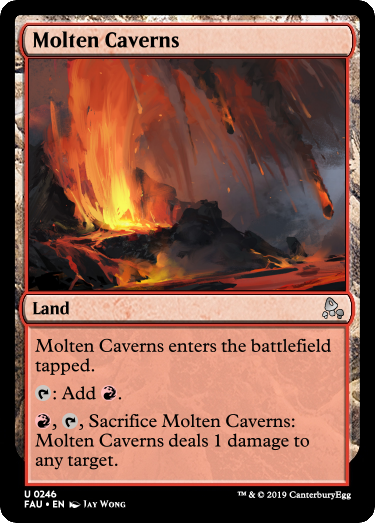 Molten Caverns
Land
Molten Caverns enters the battlefield
tapped.
: Add .
, , Sacrifice Molten Caverns:
Molten Caverns deals 1 damage to
any target.
U 0246
FAU • EN Jay Wong
™ & © 2019 CanterburyEgg